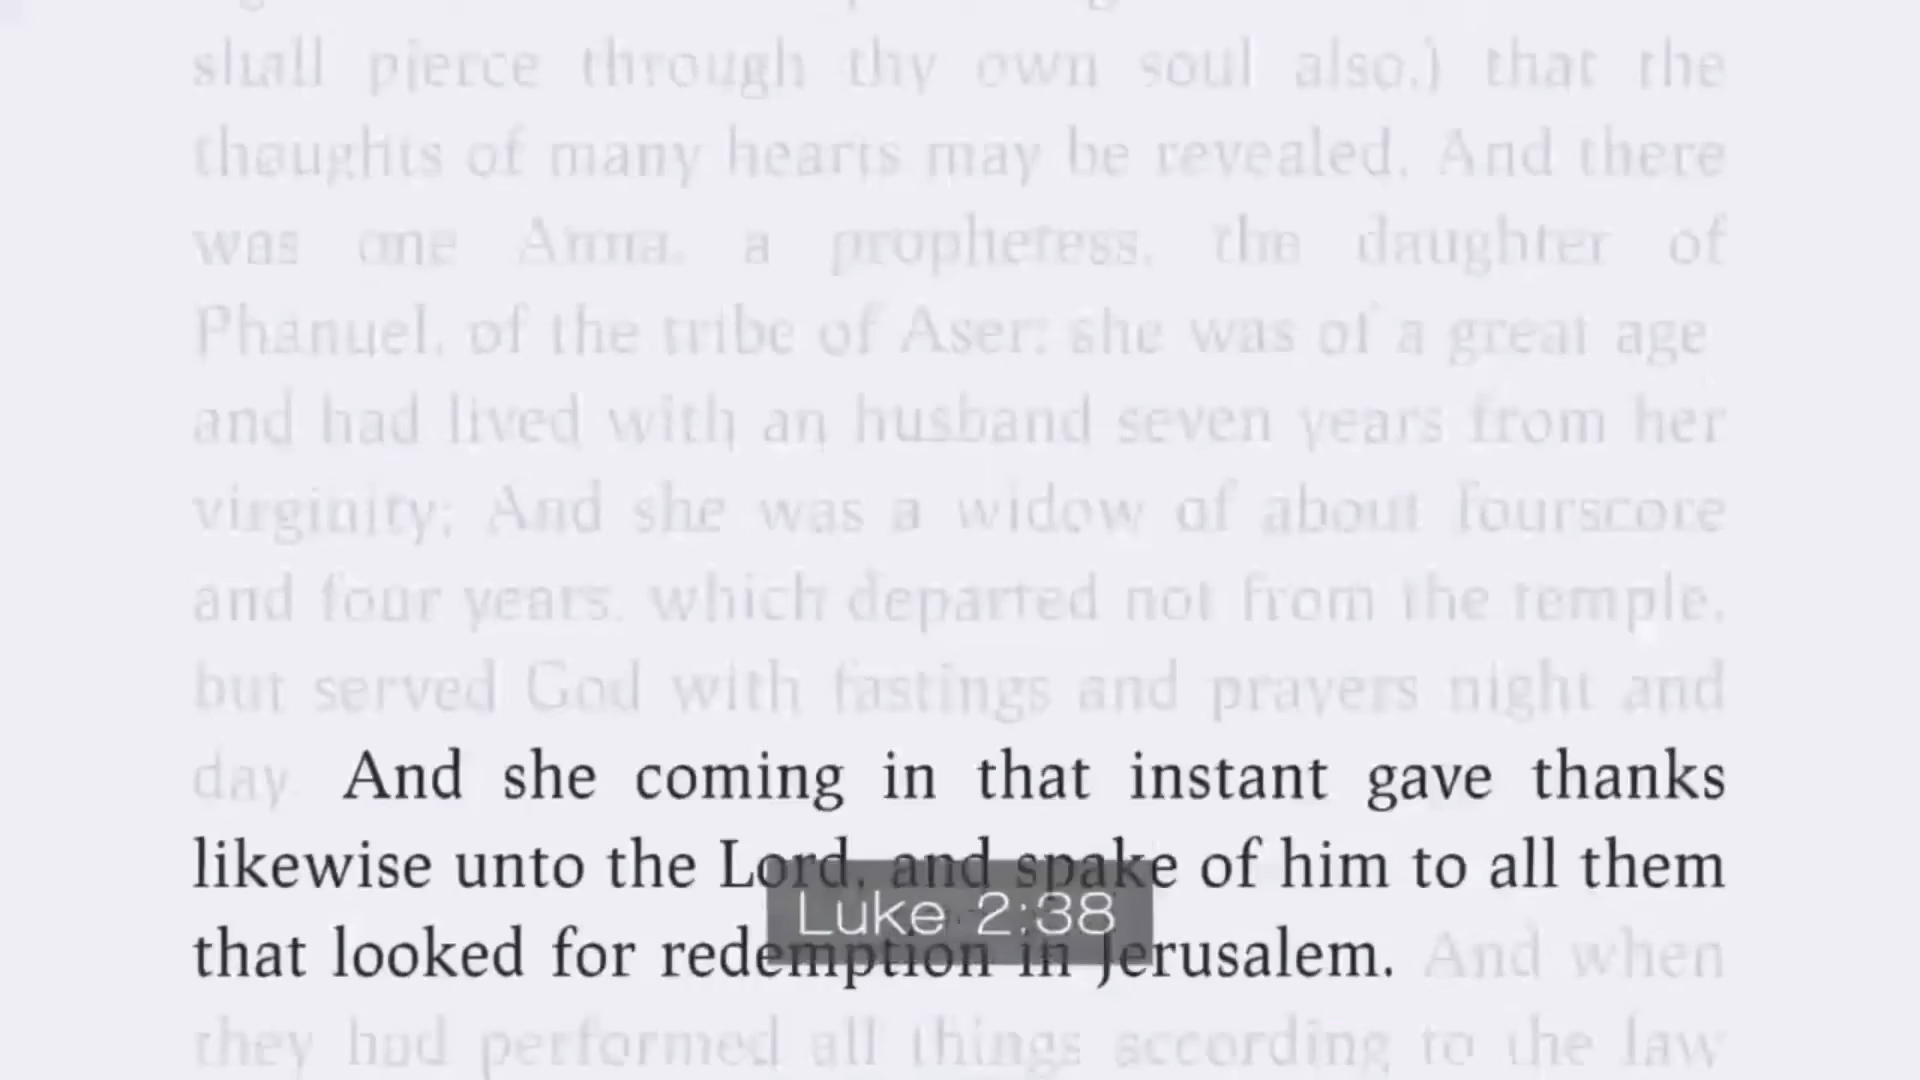 shall pierce through thy own soul also,) that the
thoughts of many hearts may be revealed. And there
was one Anna, a prophetess, the daughter of
Phanuel, of the tribe of Aser: she was of a great age
and had lived with an husband seven years from her
virginity; And she was a widow of about fourscore
and four years, which departed not from the temple,
but served God with fastings and prayers night and
day And she coming in that instant gave thanks
likewise unto the Lord, and spake of him to all them
Luke 2:38
that looked for redemption in Jerusalem. And when
they had performed all things according to the law